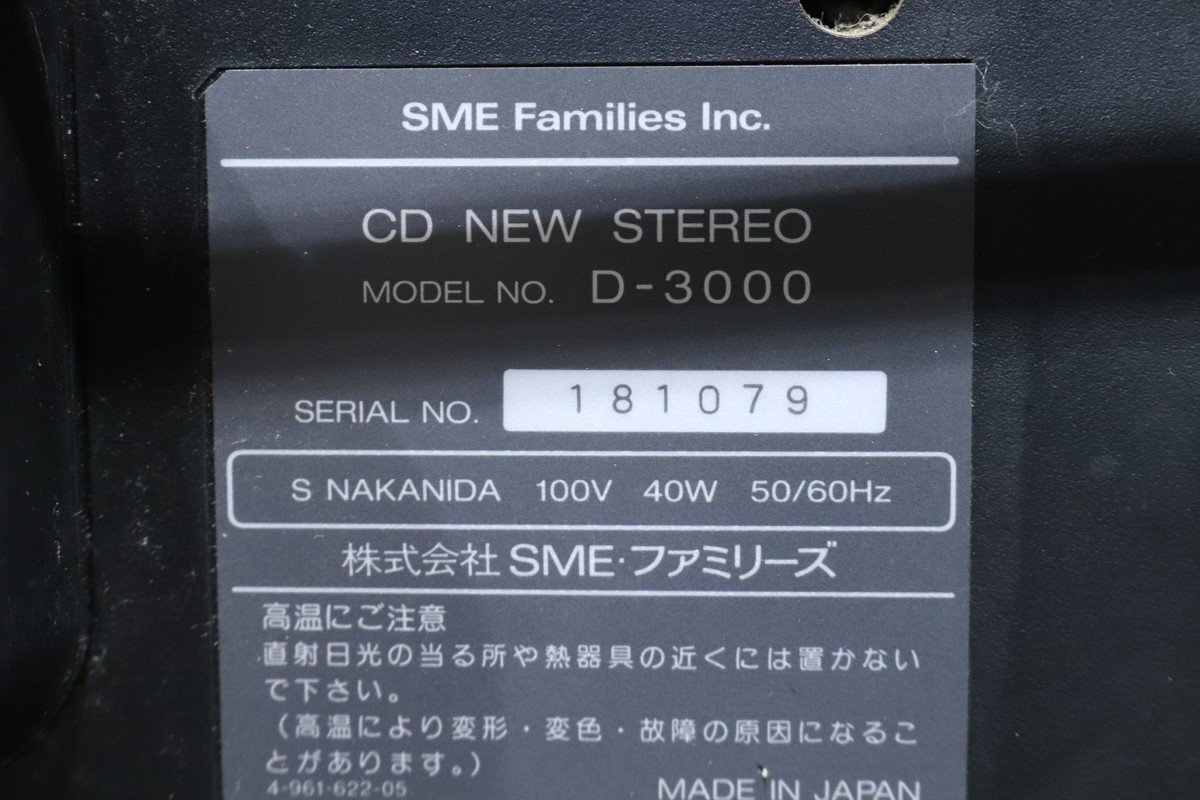 SME Families Inc.
CD NEW STEREO
MODEL NO. D-3000
SERIAL NO. 181079
S NAKANIDA 100V 40W 50/60Hz
株式会社 SME・ファミリーズ
高温にご注意
直射日光の当る所や熱器具の近くには置かない
で下さい。
（高温により変形・変色・故障の原因になるこ
とがあります。）
4-961-622-05 MADE IN JAPAN